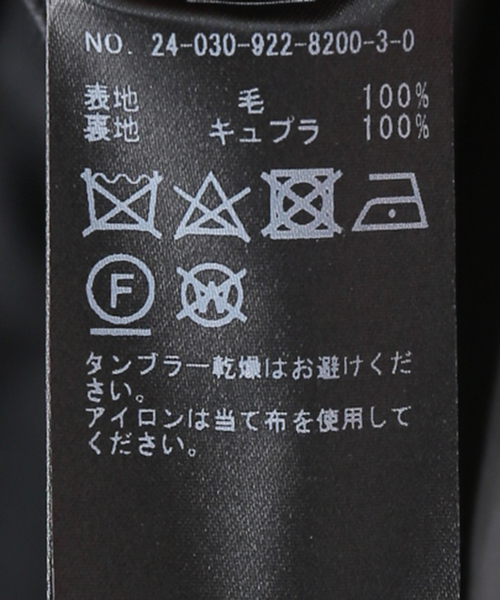 NO. 24-030-922-8200-3-0
表地 毛 100%
裏地 キュプラ 100%
F
W
タンブラー乾燥はお避けくだ
さい。
アイロンは当て布を使用して
ください。